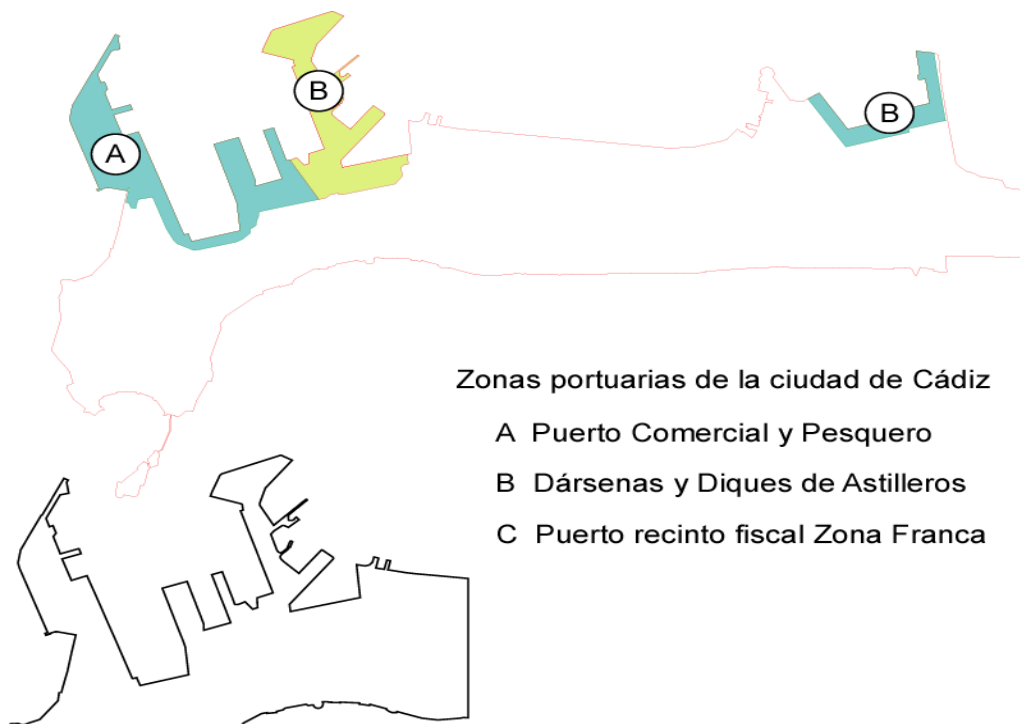 B
A
B
Zonas portuarias de la ciudad de Cádiz
A Puerto Comercial y Pesquero
B Dársenas y Diques de Astilleros
C Puerto recinto fiscal Zona Franca